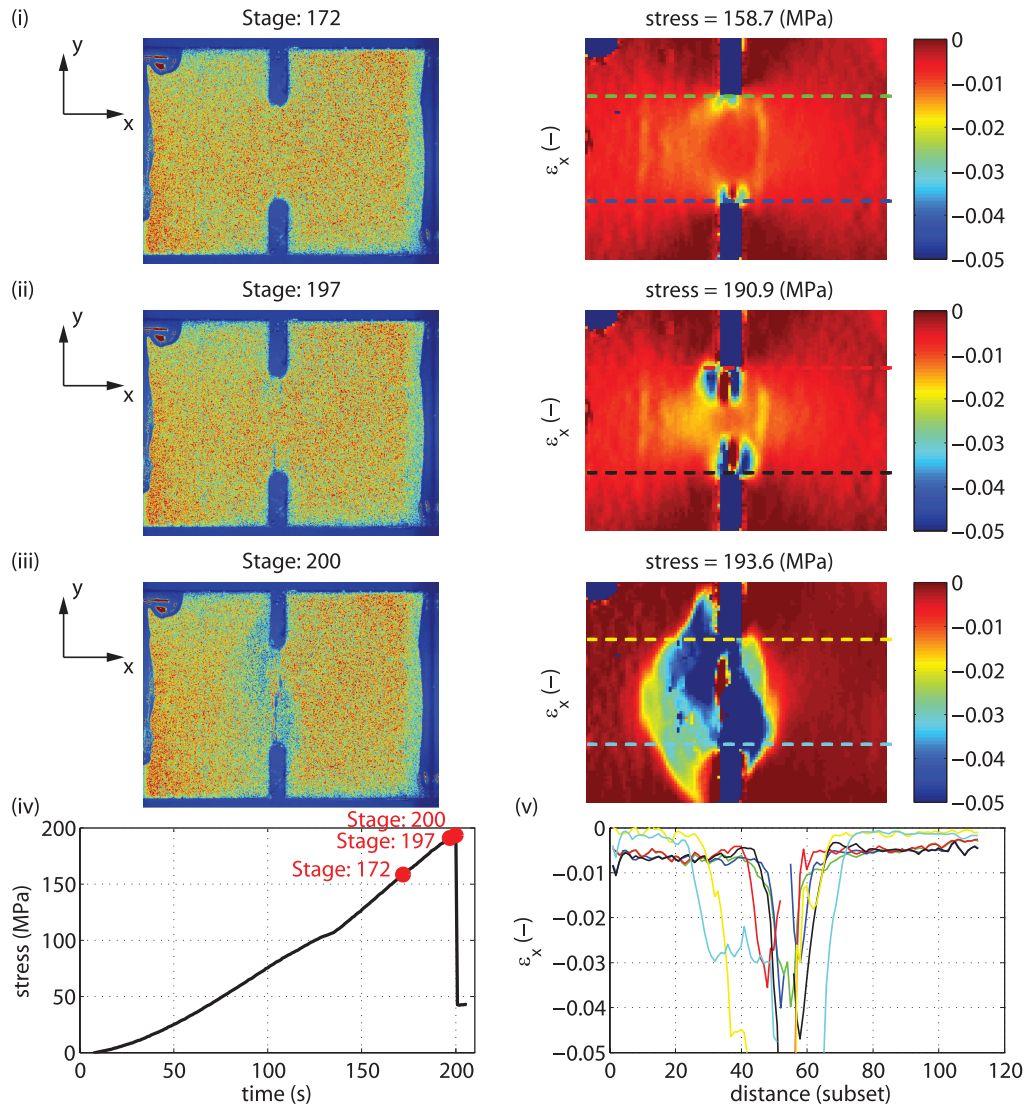 (i)
Stage: 172
stress = 158.7 (MPa)
y
x
ε_x (−)
0
−0.01
−0.02
−0.03
−0.04
−0.05
(ii)
Stage: 197
stress = 190.9 (MPa)
y
x
ε_x (−)
0
−0.01
−0.02
−0.03
−0.04
−0.05
(iii)
Stage: 200
stress = 193.6 (MPa)
y
x
ε_x (−)
0
−0.01
−0.02
−0.03
−0.04
−0.05
(iv)
Stage: 200
Stage: 197
Stage: 172
200
150
100
50
0
stress (MPa)
0 50 100 150 200
time (s)
(v)
0
−0.01
−0.02
−0.03
−0.04
−0.05
ε_x (−)
0 20 40 60 80 100 120
distance (subset)